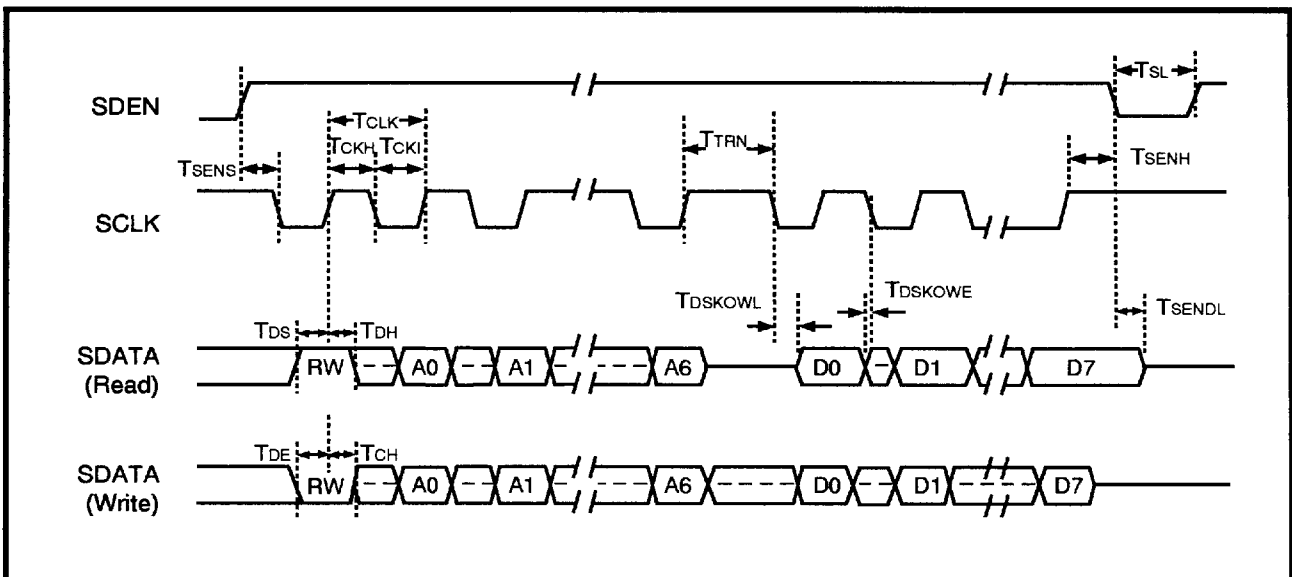 SDEN
TSL
TCLK
TCKH TCKI
TTRN
TSENS
TSENH
SCLK
TDSKOWL
TDSKOWE
TSENDL
TDS
TDH
SDATA
(Read)
RW A0 A1 A6 D0 D1 D7
TDE
TCH
SDATA
(Write)
RW A0 A1 A6 D0 D1 D7